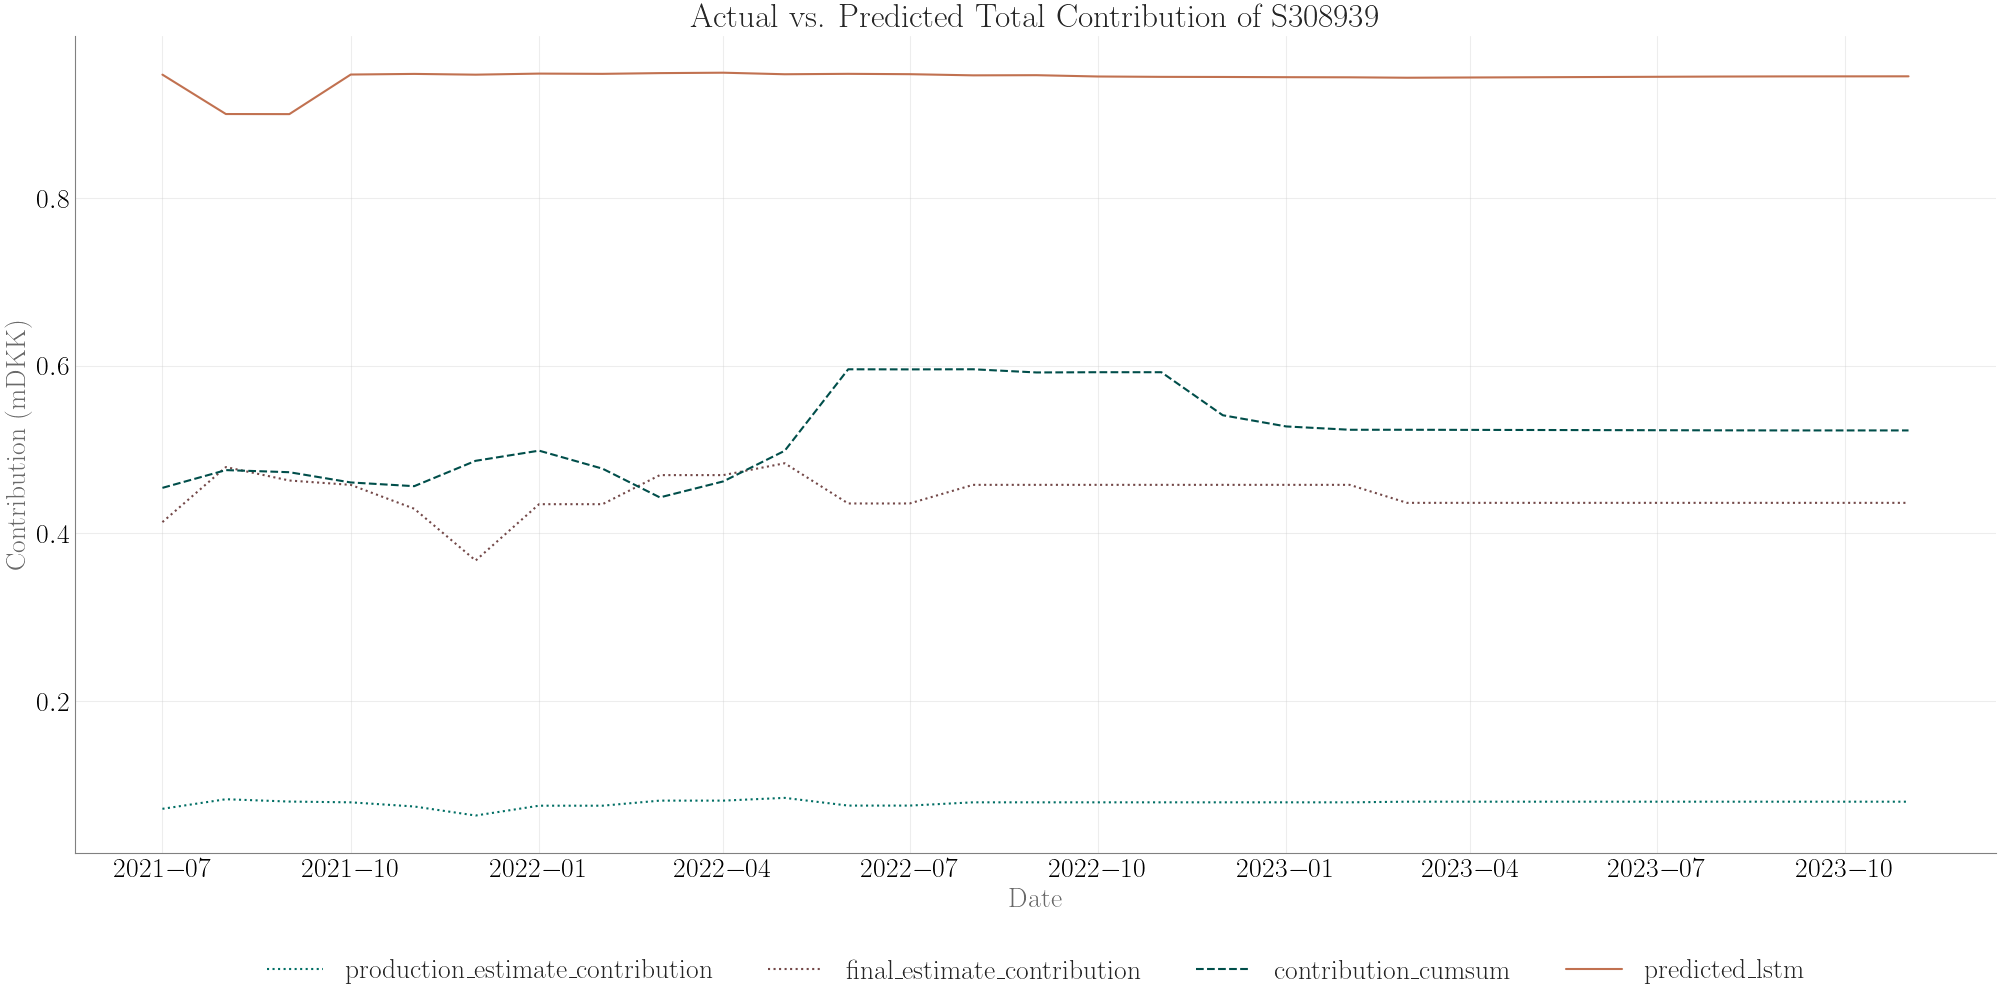 Actual vs. Predicted Total Contribution of S308939
Contribution (mDKK)
0.8
0.6
0.4
0.2
2021−07 2021−10 2022−01 2022−04 2022−07 2022−10 2023−01 2023−04 2023−07 2023−10
Date
production_estimate_contribution final_estimate_contribution contribution_cumsum predicted_lstm